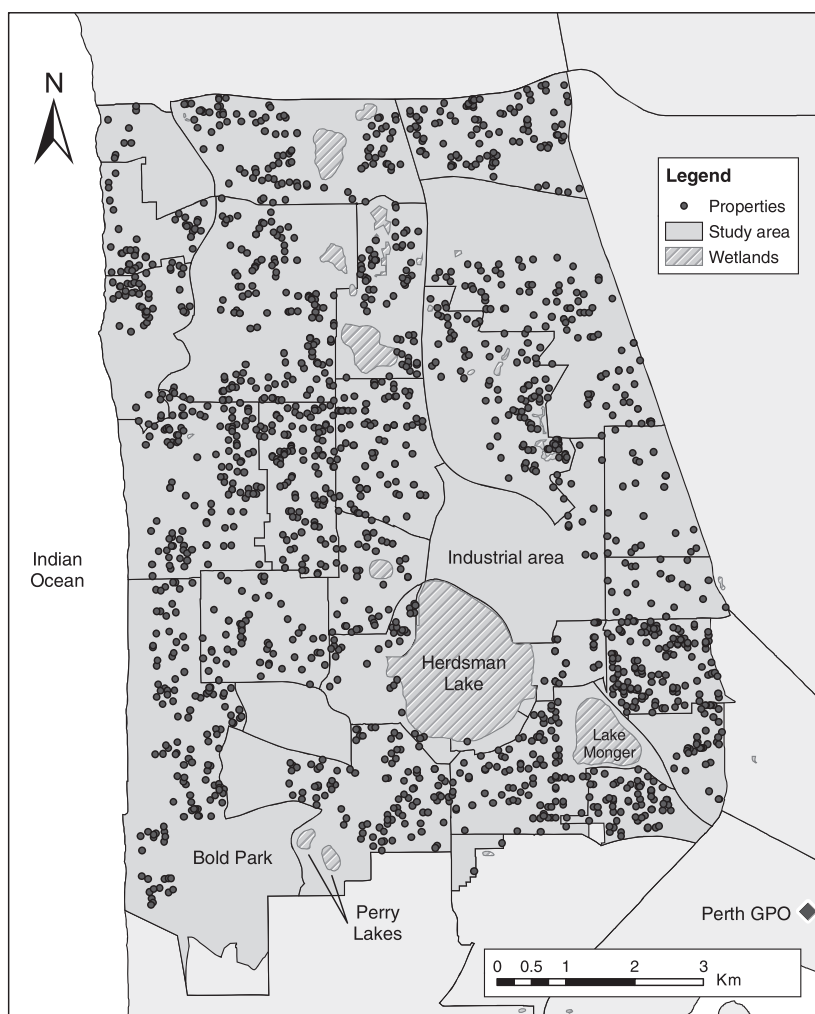 N
Legend
Properties
Study area
Wetlands
Indian
Ocean
Industrial area
Herdsman
Lake
Lake
Monger
Bold Park
Perry
Lakes
Perth GPO
0 0.5 1 2 3
Km